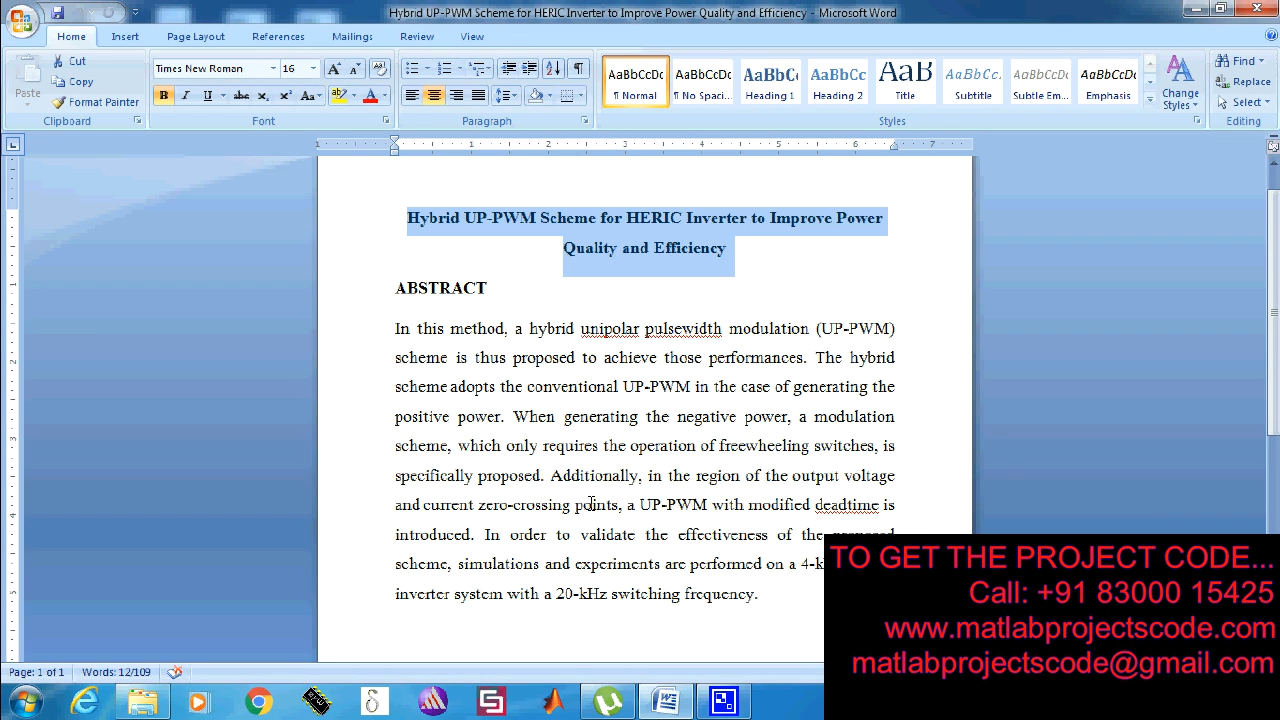 Hybrid UP-PWM Scheme for HERIC Inverter to Improve Power Quality and Efficiency - Microsoft Word
Home Insert Page Layout References Mailings Review View
Paste
Cut
Copy
Format Painter
Clipboard
Times New Roman 16
Font
Paragraph
AaBbCcDc AaBbCcDc AaBbCc AaBbCc AaB AaBbCc. AaBbCcDc AaBbCcDc
¶ Normal ¶ No Spaci... Heading 1 Heading 2 Title Subtitle Subtle Em... Emphasis
Change Styles
Styles
Find
Replace
Select
Editing
1 1 2 3 4 5 6 7
Hybrid UP-PWM Scheme for HERIC Inverter to Improve Power
Quality and Efficiency
ABSTRACT
In this method, a hybrid unipolar pulsewidth modulation (UP-PWM)
scheme is thus proposed to achieve those performances. The hybrid
scheme adopts the conventional UP-PWM in the case of generating the
positive power. When generating the negative power, a modulation
scheme, which only requires the operation of freewheeling switches, is
specifically proposed. Additionally, in the region of the output voltage
and current zero-crossing points, a UP-PWM with modified deadtime is
introduced. In order to validate the effectiveness of the
scheme, simulations and experiments are performed on a 4-k
inverter system with a 20-kHz switching frequency.
TO GET THE PROJECT CODE...
Call: +91 83000 15425
www.matlabprojectscode.com
matlabprojectscode@gmail.com
Page: 1 of 1 Words: 12/109